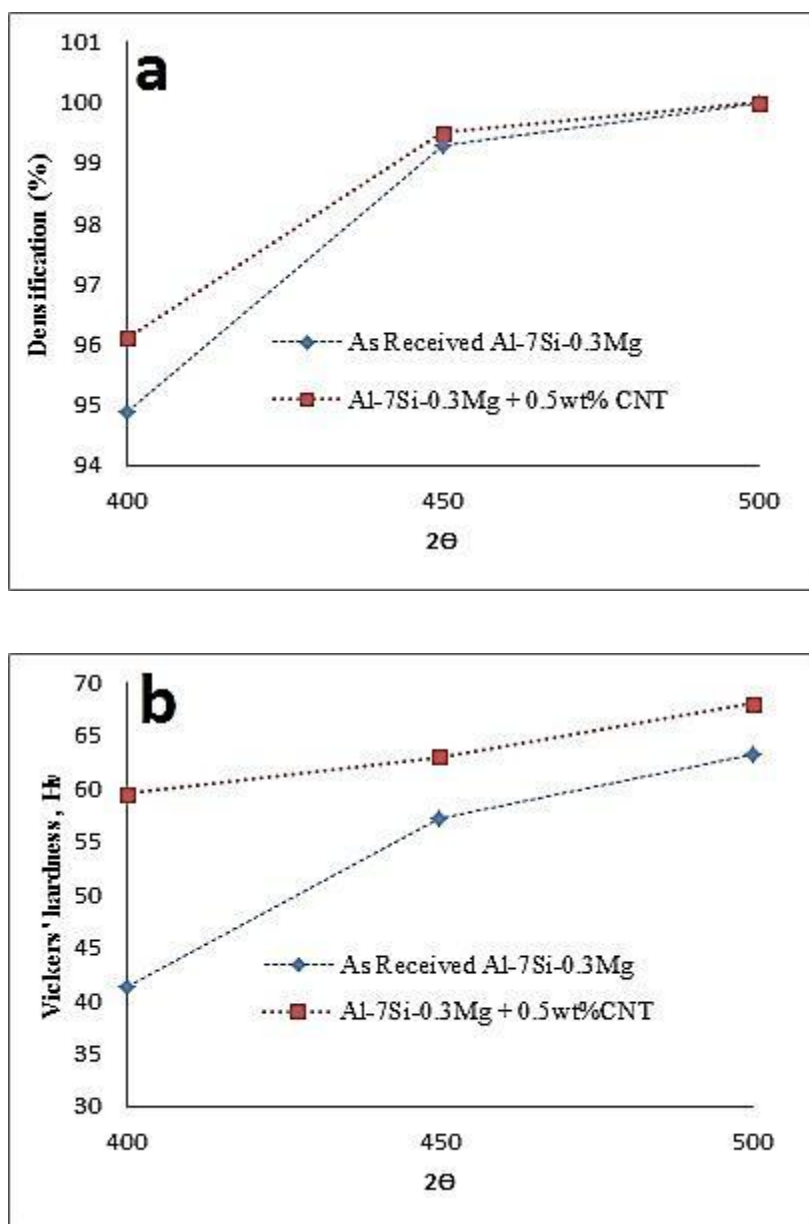 a
101
100
99
98
97
96
95
94
Densification (%)
As Received Al-7Si-0.3Mg
Al-7Si-0.3Mg + 0.5wt% CNT
400 450 500
2Θ
b
70
65
60
55
50
45
40
35
30
Vickers' hardness, Hv
As Received Al-7Si-0.3Mg
Al-7Si-0.3Mg + 0.5wt%CNT
400 450 500
2Θ